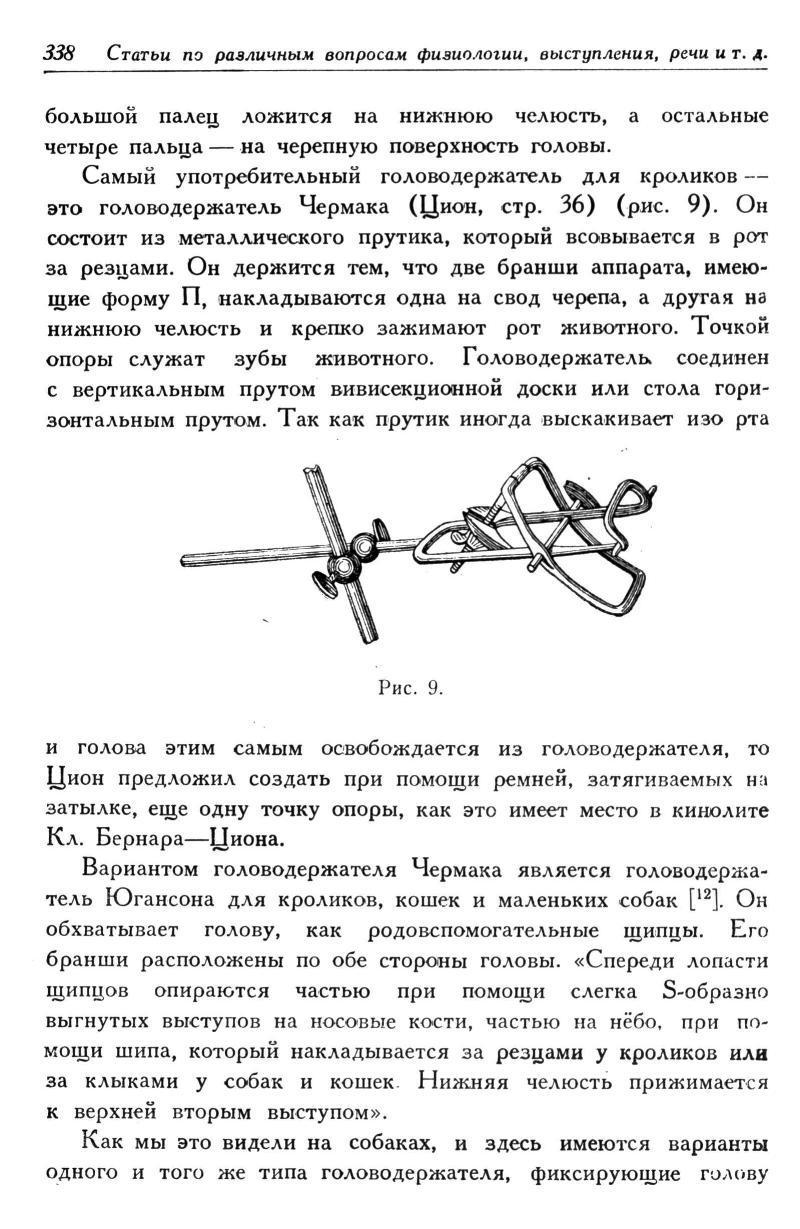 338 Статьи по различным вопросам физиологии, выступления, речи и т. д.
большой палец ложится на нижнюю челюсть, а остальные
четыре пальца — на черепную поверхность головы.
Самый употребительный головодержатель для кроликов —
это головодержатель Чермака (Цион, стр. 36) (рис. 9). Он
состоит из металлического прутика, который всовывается в рот
за резцами. Он держится тем, что две бранши аппарата, имею-
щие форму П, накладываются одна на свод черепа, а другая на
нижнюю челюсть и крепко зажимают рот животного. Точкой
опоры служат зубы животного. Головодержатель соединен
с вертикальным прутом вивисекционной доски или стола гори-
зонтальным прутом. Так как прутик иногда выскакивает изо рта
Рис. 9.
и голова этим самым освобождается из головодержателя, то
Цион предложил создать при помощи ремней, затягиваемых на
затылке, еще одну точку опоры, как это имеет место в кинолите
Кл. Бернара—Циона.
Вариантом головодержателя Чермака является головодержа-
тель Югансона для кроликов, кошек и маленьких собак [12]. Он
обхватывает голову, как родовспомогательные щипцы. Его
бранши расположены по обе стороны головы. «Спереди лопасти
щипцов опираются частью при помощи слегка S-образно
выгнутых выступов на носовые кости, частью на нёбо, при по-
мощи шипа, который накладывается за резцами у кроликов или
за клыками у собак и кошек. Нижняя челюсть прижимается
к верхней вторым выступом».
Как мы это видели на собаках, и здесь имеются варианты
одного и того же типа головодержателя, фиксирующие голову